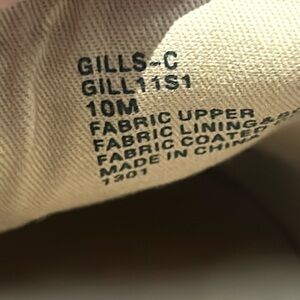 GILLS-C
GILL11S1
10M
FABRIC UPPER
FABRIC LINING&
FABRIC COATED
MADE IN CHINA
1301